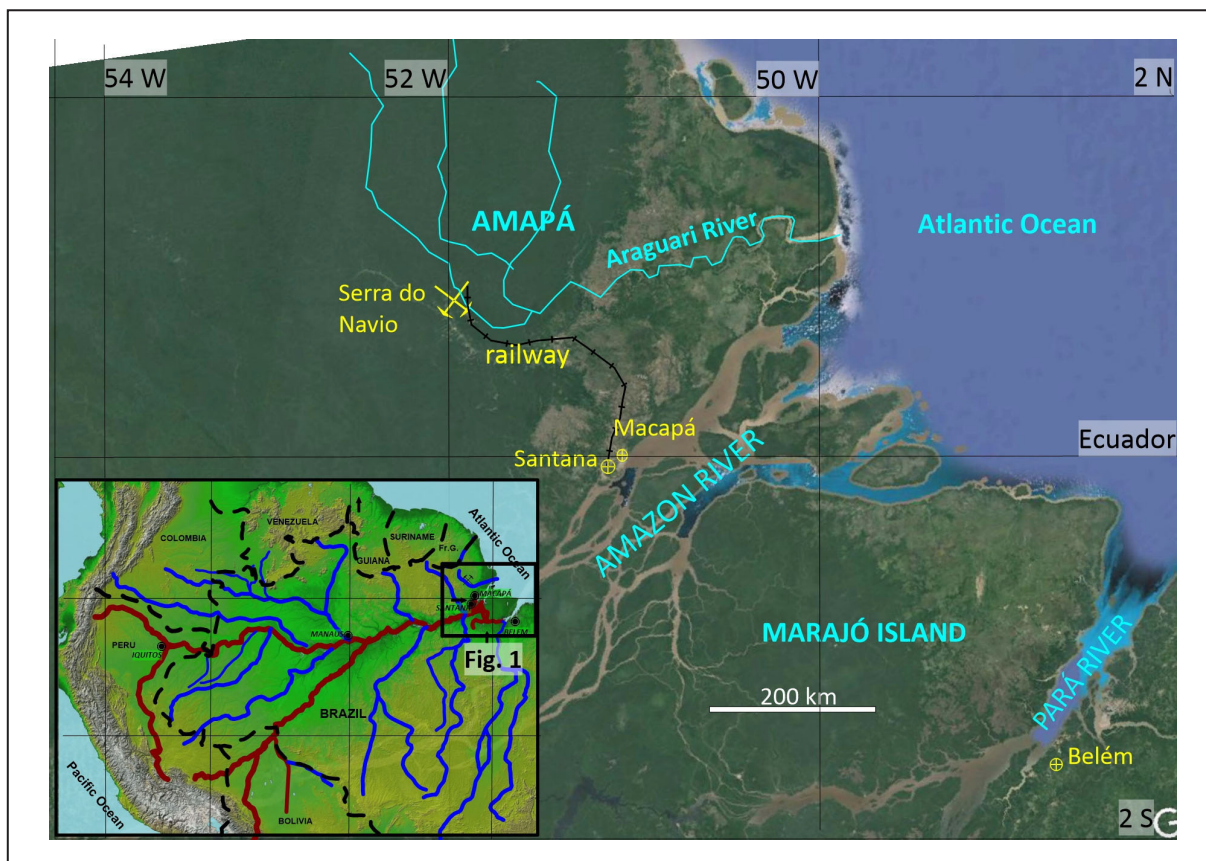 54 W
52 W
50 W
2 N
AMAPÁ
Araguari River
Atlantic Ocean
Serra do
Navio
railway
Macapá
Santana
Ecuador
AMAZON RIVER
MARAJÓ ISLAND
200 km
PARÁ RIVER
Belém
2 S
G
Atlantic Ocean
VENEZUELA
COLOMBIA
SURINAME
GUIANA
Fr.G.
MACAPÁ
SANTANA
BELÉM
MANAUS
PERU
IQUITOS
Fig. 1
BRAZIL
BOLIVIA
Pacific Ocean